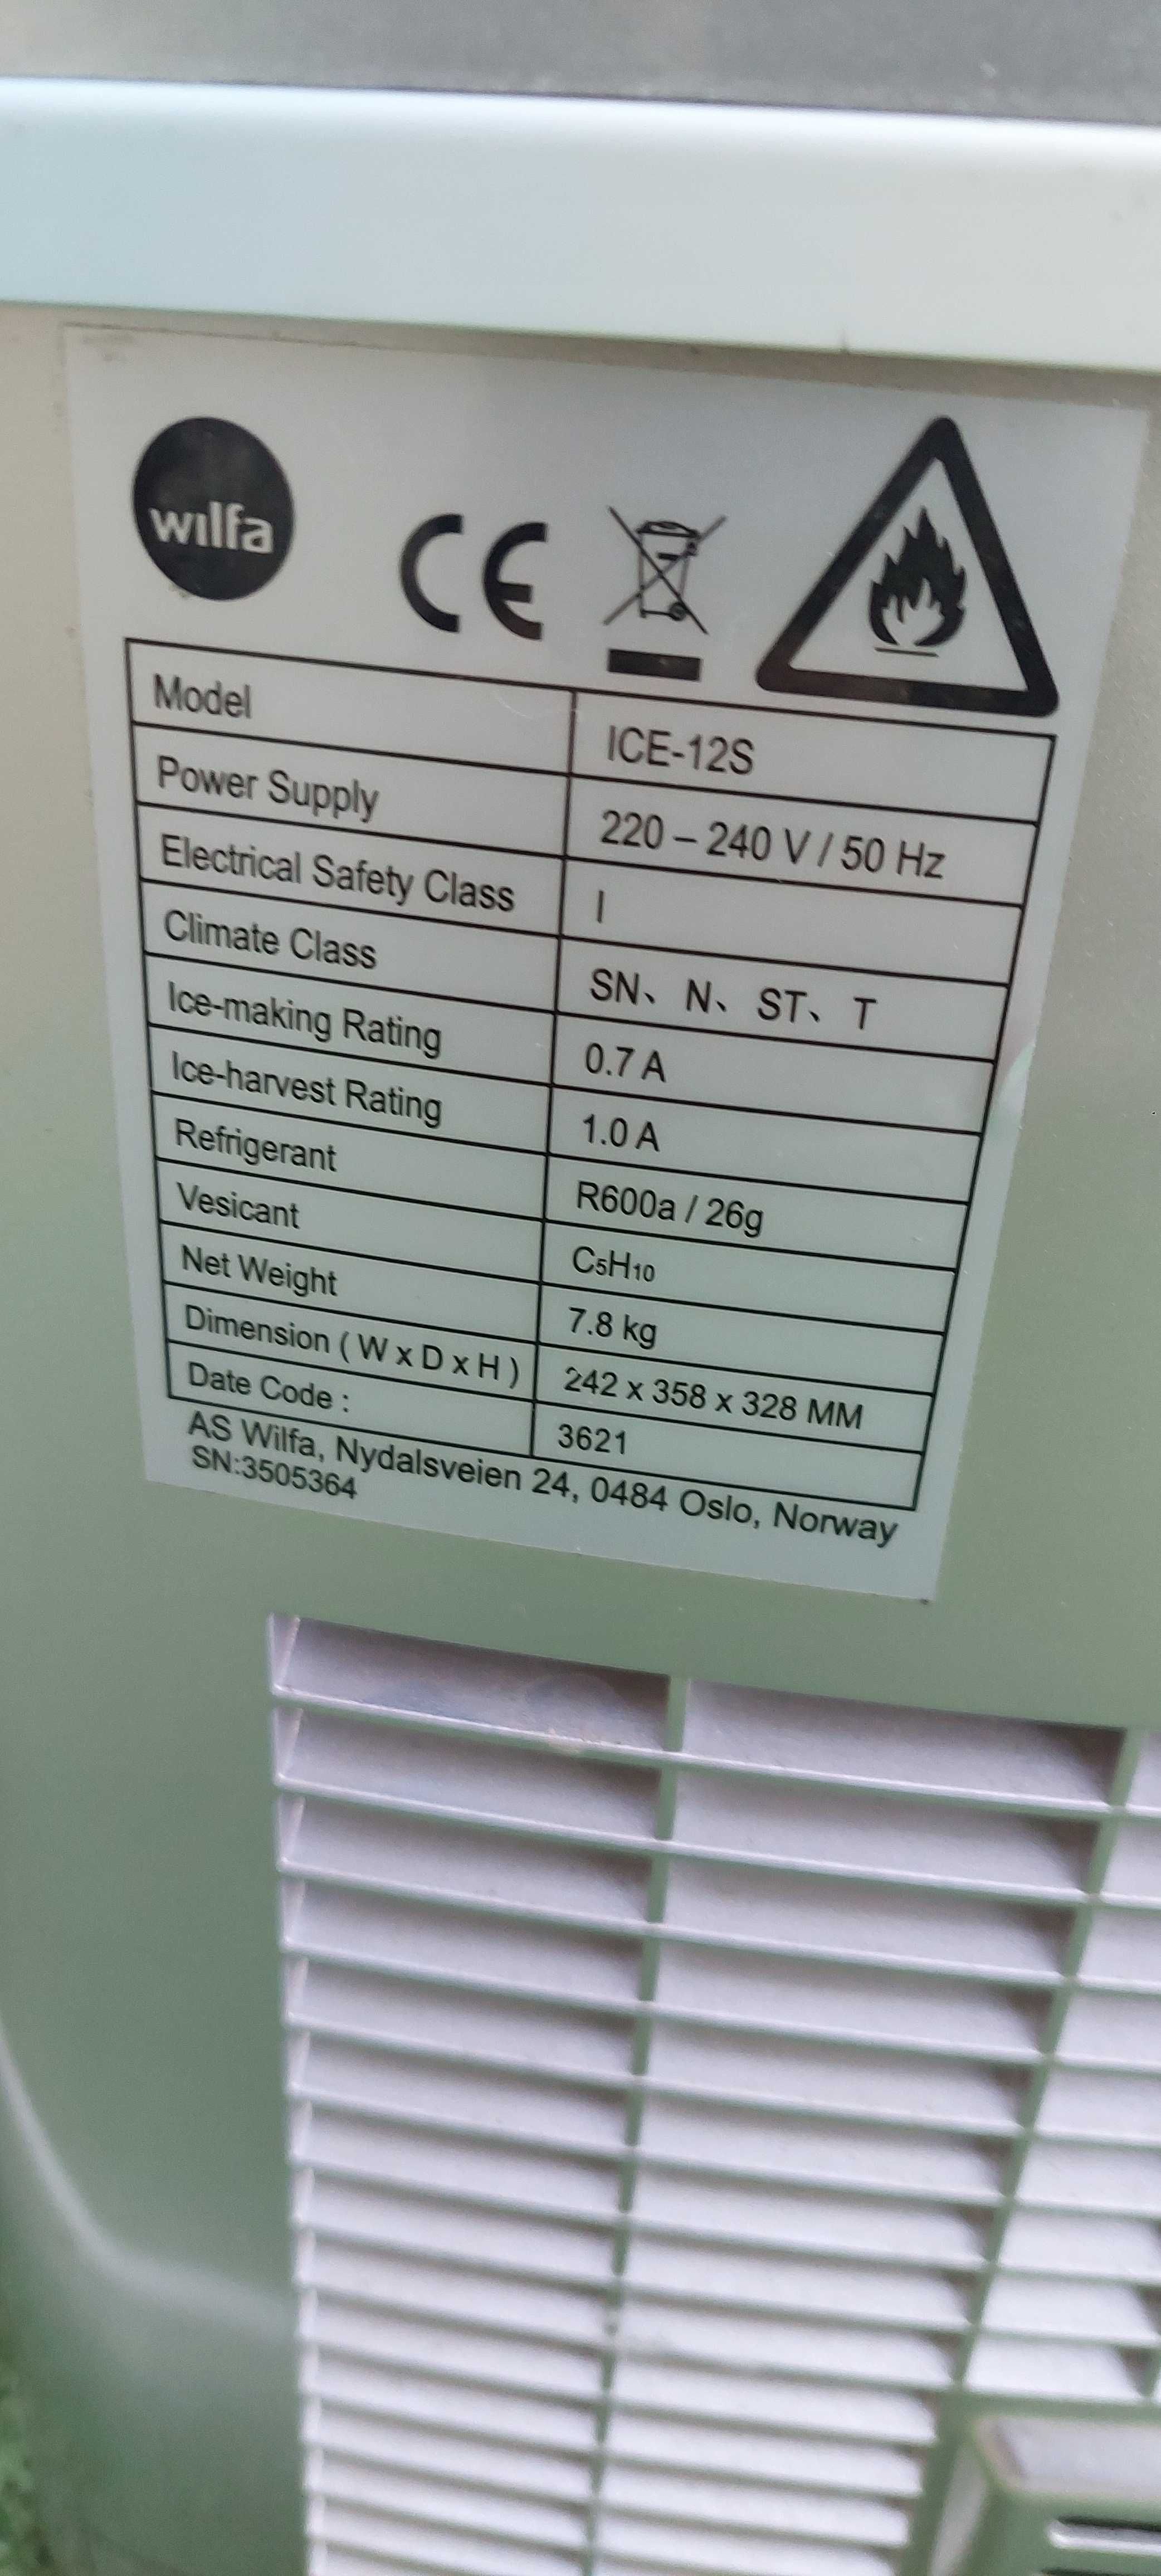 wilfa
CE
Model ICE-12S
Power Supply 220 – 240 V / 50 Hz
Electrical Safety Class I
Climate Class SN、 N、 ST、 T
Ice-making Rating 0.7 A
Ice-harvest Rating 1.0 A
Refrigerant R600a / 26g
Vesicant C5H10
Net Weight 7.8 kg
Dimension ( W x D x H ) 242 x 358 x 328 MM
Date Code : 3621
AS Wilfa, Nydalsveien 24, 0484 Oslo, Norway
SN:3505364